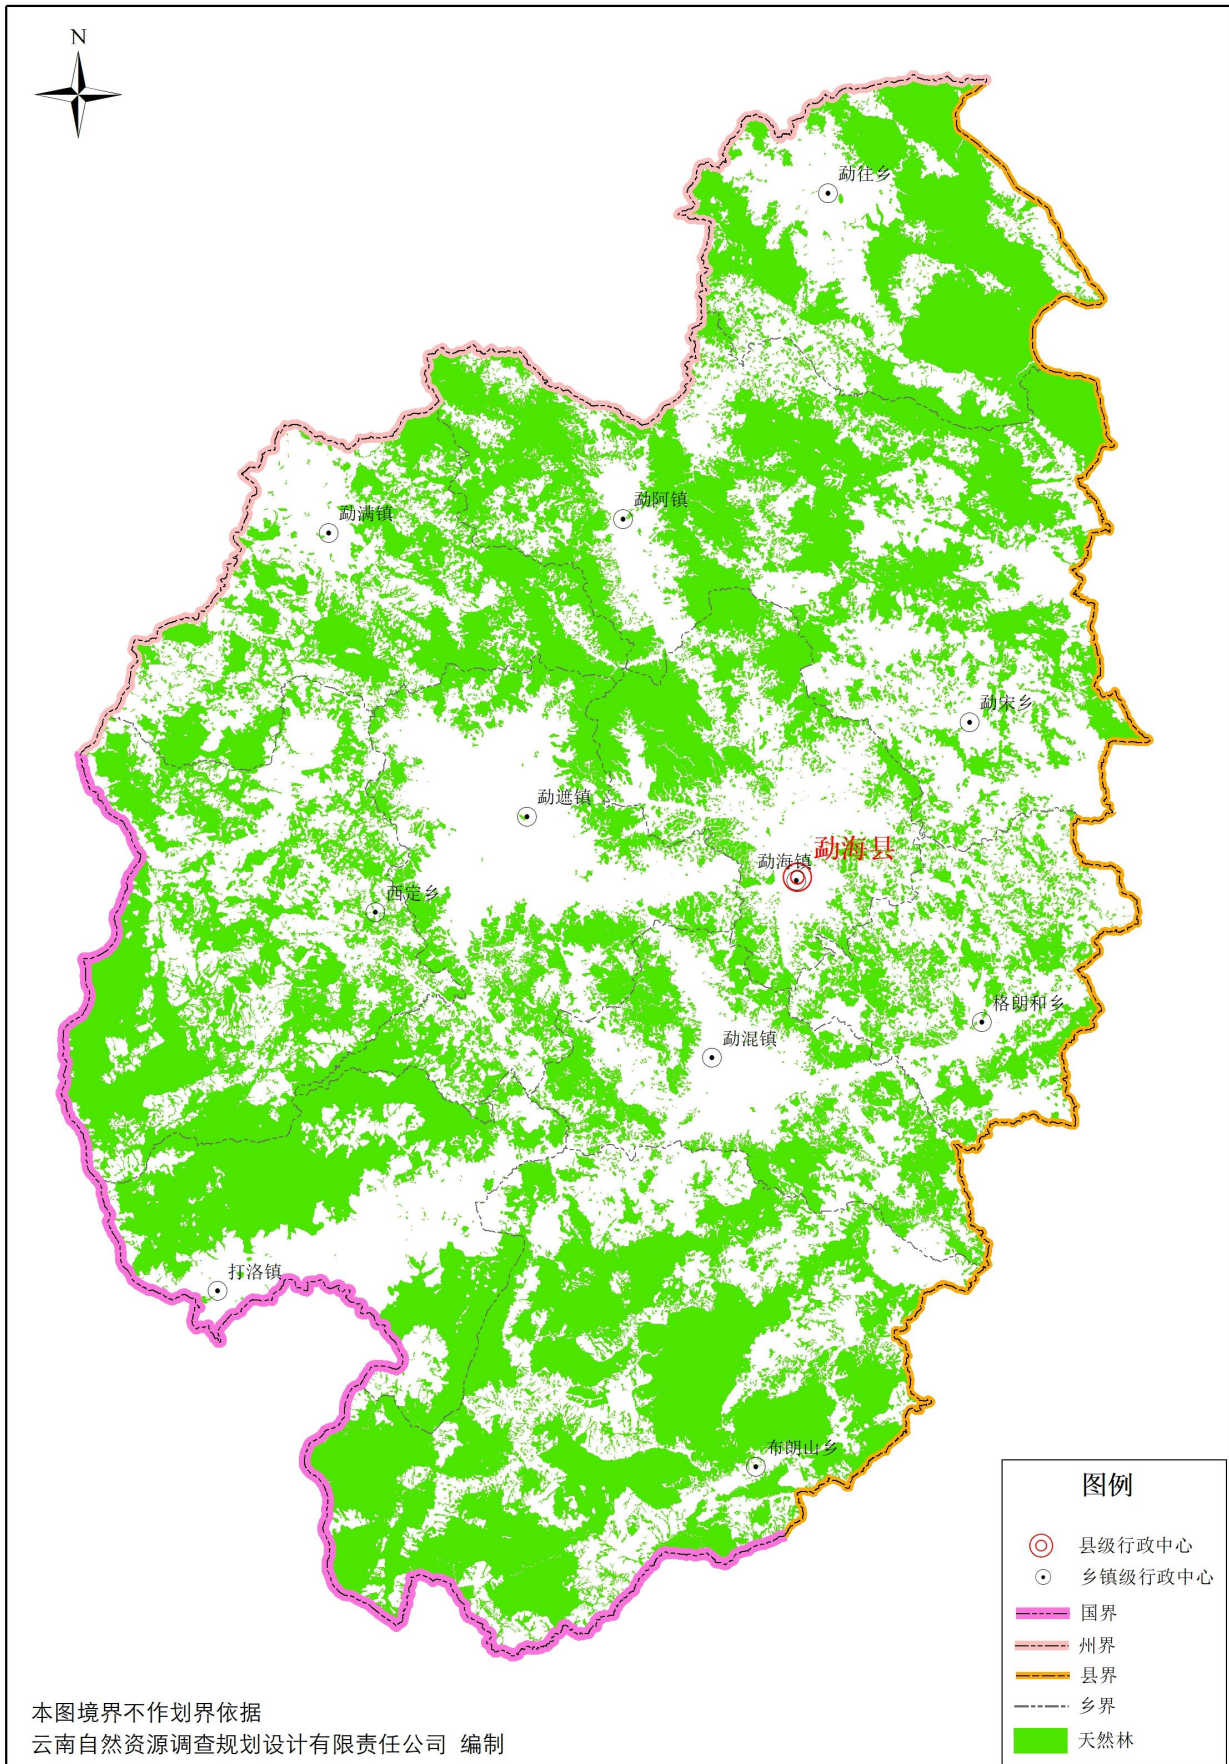 N
勐往乡
勐阿镇
勐满镇
勐宋乡
勐遮镇
勐海县
勐海镇
西定乡
格朗和乡
勐混镇
打洛镇
布朗山乡
图例
县级行政中心
乡镇级行政中心
国界
州界
县界
乡界
天然林
本图境界不作划界依据
云南自然资源调查规划设计有限责任公司 编制